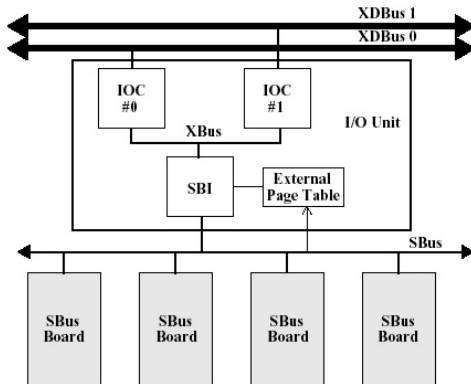 XDBus 1
XDBus 0
IOC
#0
IOC
#1
I/O Unit
XBus
SBI
External
Page Table
SBus
SBus
Board
SBus
Board
SBus
Board
SBus
Board